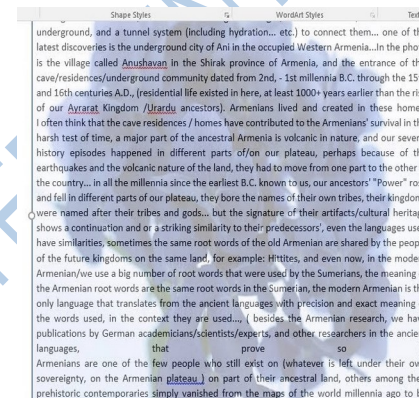 Shape Styles WordArt Styles Text
underground, and a tunnel system (including hydration... etc.) to connect them... one of th
latest discoveries is the underground city of Ani in the occupied Western Armenia...In the pho
is the village called Anushavan in the Shirak province of Armenia, and the entrance of th
cave/residences/underground community dated from 2nd, - 1st millennia B.C. through the 15
and 16th centuries A.D., (residential life existed in here, at least 1000+ years earlier than the ris
of our Ayrarat Kingdom /Urardu ancestors). Armenians lived and created in these home
I often think that the cave residences / homes have contributed to the Armenians' survival in th
harsh test of time, a major part of the ancestral Armenia is volcanic in nature, and our sever
history episodes happened in different parts of/on our plateau, perhaps because of th
earthquakes and the volcanic nature of the land, they had to move from one part to the other
the country... in all the millennia since the earliest B.C. known to us, our ancestors' "Power" ros
and fell in different parts of our plateau, they bore the names of their own tribes, their kingdom
were named after their tribes and gods... but the signature of their artifacts/cultural heritag
shows a continuation and or a striking similarity to their predecessors', even the languages use
have similarities, sometimes the same root words of the old Armenian are shared by the peop
of the future kingdoms on the same land, for example: Hittites, and even now, in the moder
Armenian/we use a big number of root words that were used by the Sumerians, the meaning
the Armenian root words are the same root words in the Sumerian, the modern Armenian is th
only language that translates from the ancient languages with precision and exact meaning
the words used, in the context they are used..., ( besides the Armenian research, we hav
publications by German academicians/scientists/experts, and other researchers in the ancie
languages, that prove so
Armenians are one of the few people who still exist on (whatever is left under their ow
sovereignty, on the Armenian plateau ) on part of their ancestral land, others among the
prehistoric contemporaries simply vanished from the maps of the world millennia ago to b